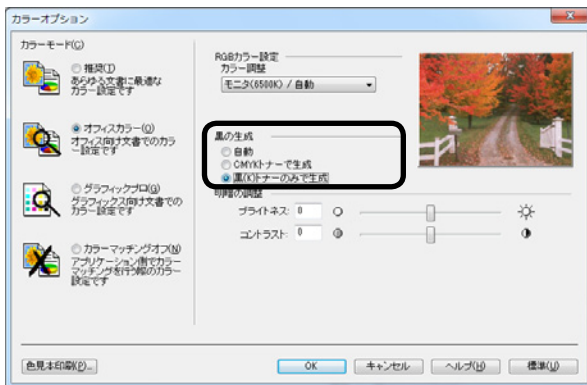 カラーオプション
カラーモード(C)
推奨(I)
あらゆる文書に最適な
カラー設定です
オフィスカラー(O)
オフィス向け文書でのカラ
ー設定です
グラフィックプロ(G)
グラフィックス向け文書での
カラー設定です
カラーマッチングオフ(N)
アプリケーション側でカラー
マッチングを行う際のカラー
設定です
RGBカラー設定
カラー調整
モニタ(6500K) / 自動
黒の生成
自動
CMYKトナーで生成
黒(K)トナーのみで生成
明暗の調整
ブライトネス: 0
コントラスト: 0
色見本印刷(P)...
OK
キャンセル
ヘルプ(H)
標準(U)